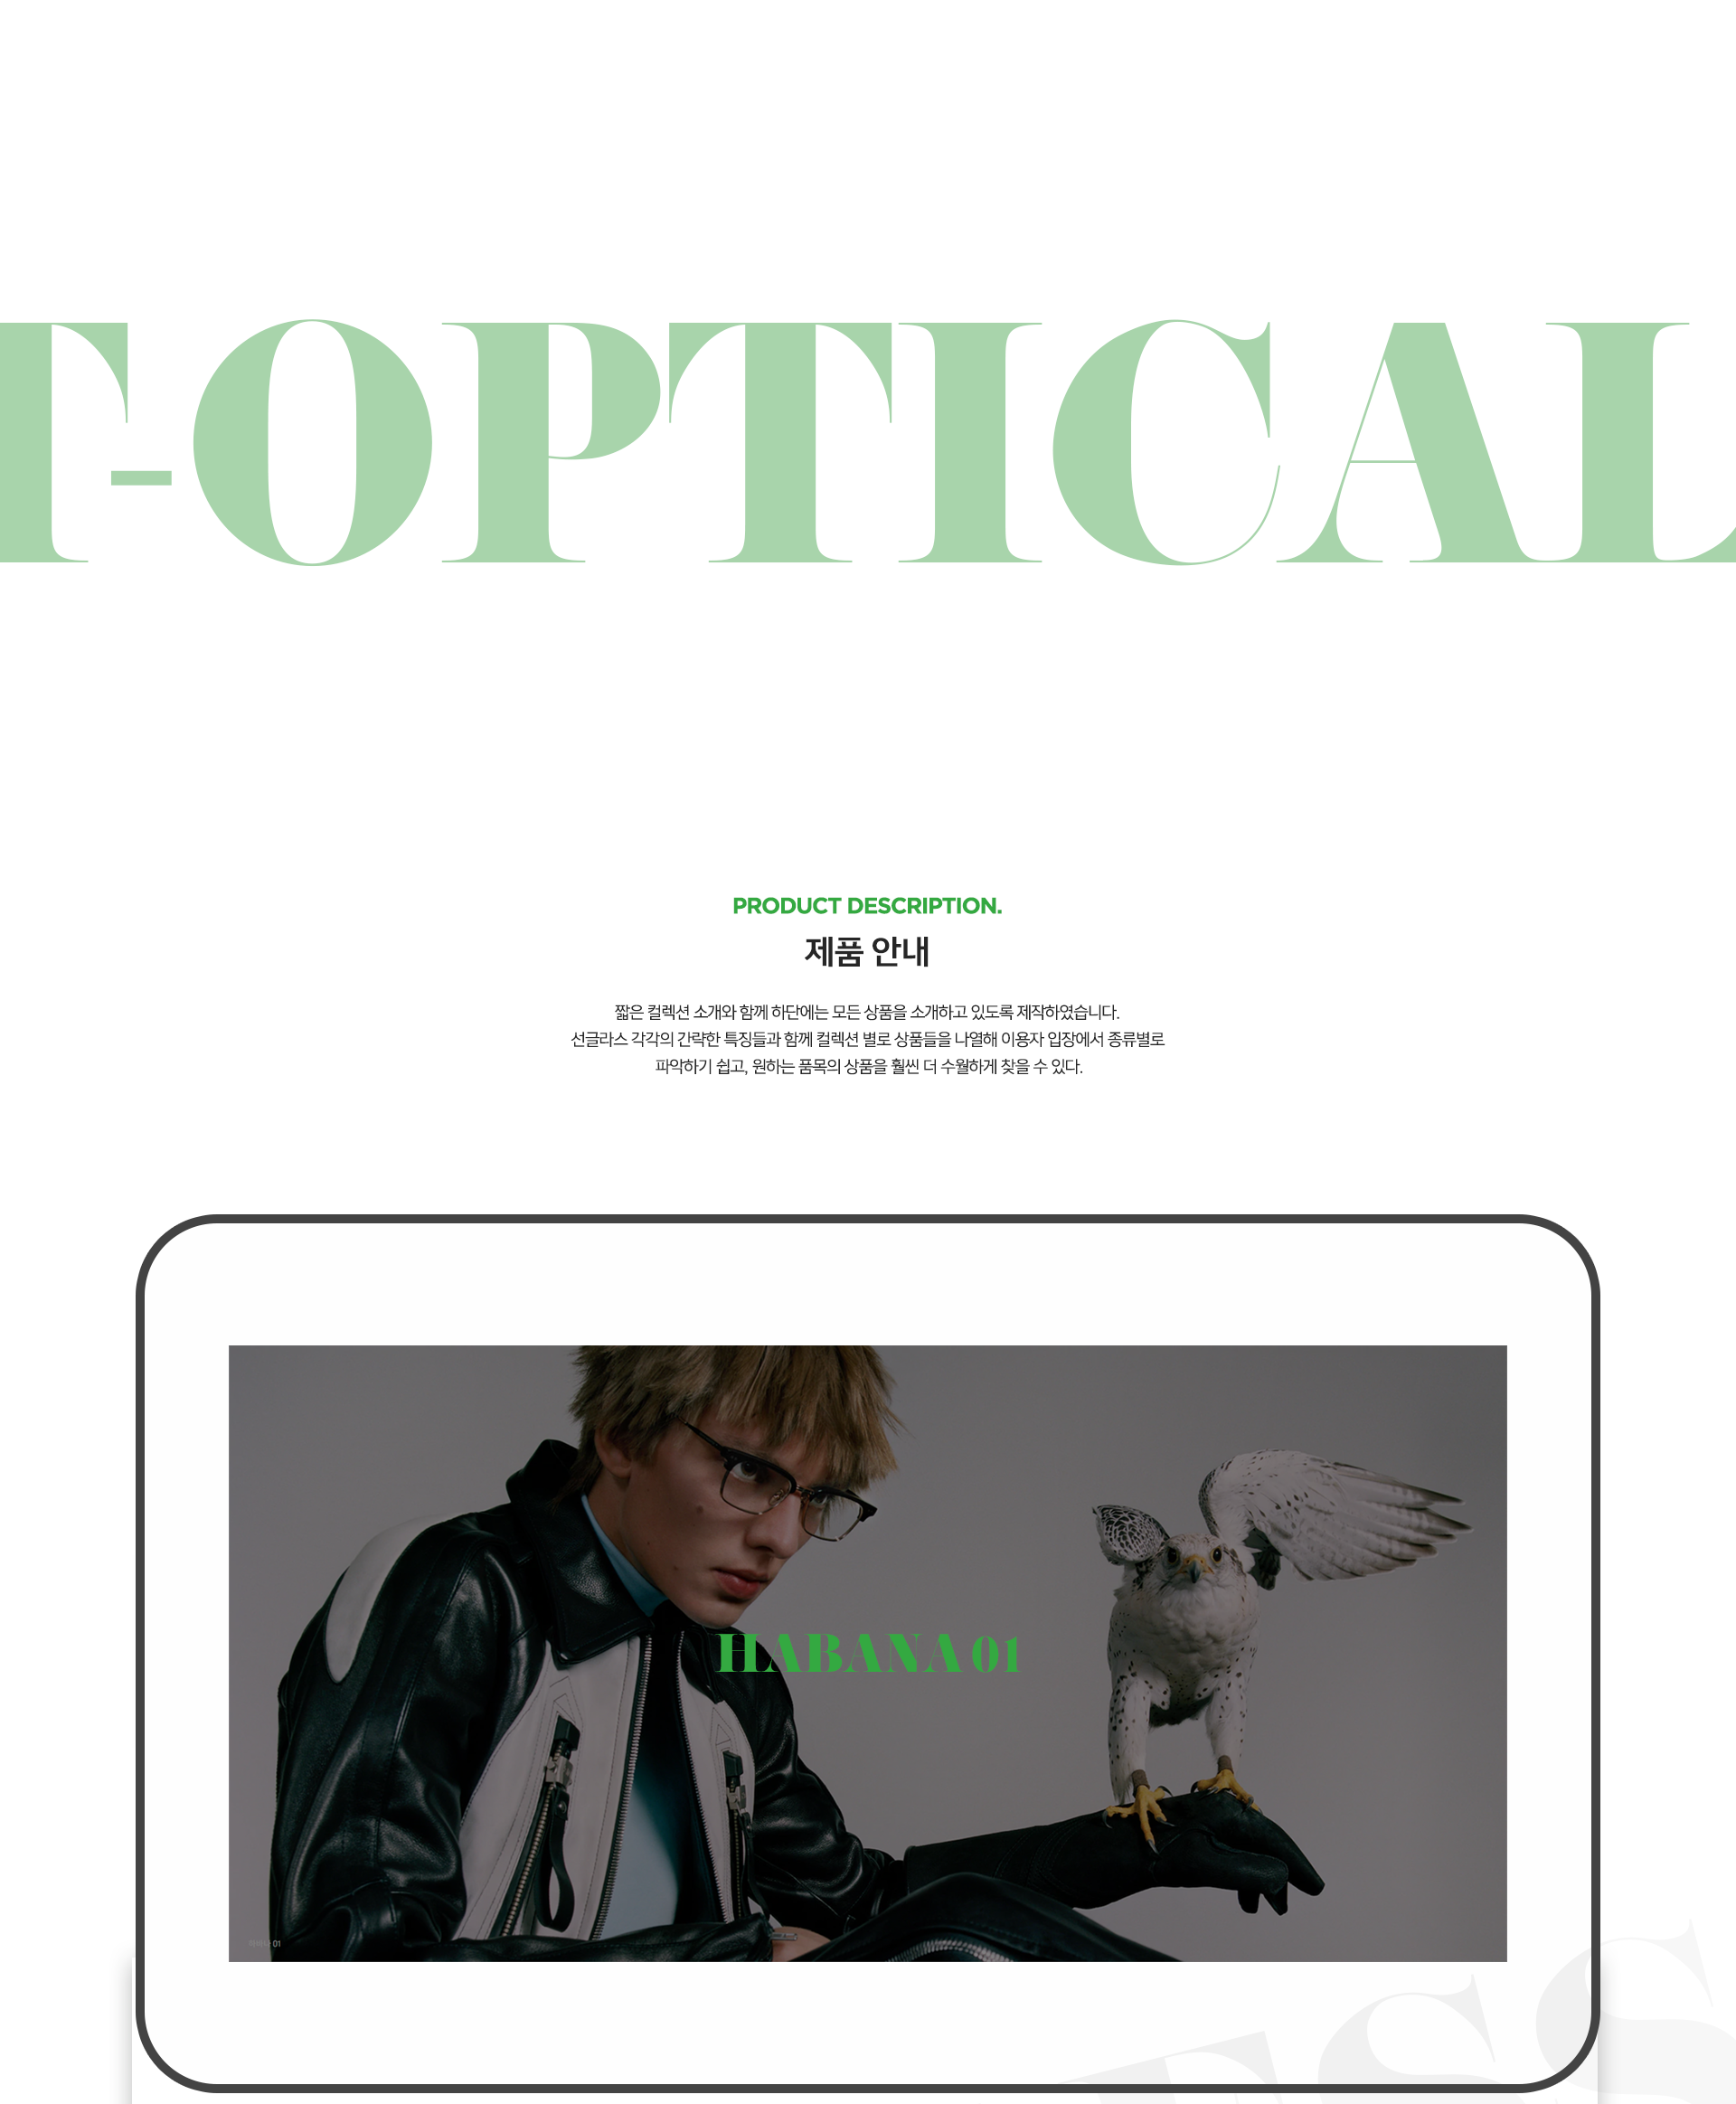 T-OPTICAL
PRODUCT DESCRIPTION.
제품 안내
짧은 컬렉션 소개와 함께 하단에는 모든 상품을 소개하고 있도록 제작하였습니다.
선글라스 각각의 간략한 특징들과 함께 컬렉션 별로 상품들을 나열해 이용자 입장에서 종류별로
파악하기 쉽고, 원하는 품목의 상품을 훨씬 더 수월하게 찾을 수 있다.
HABANA 01
01
SS